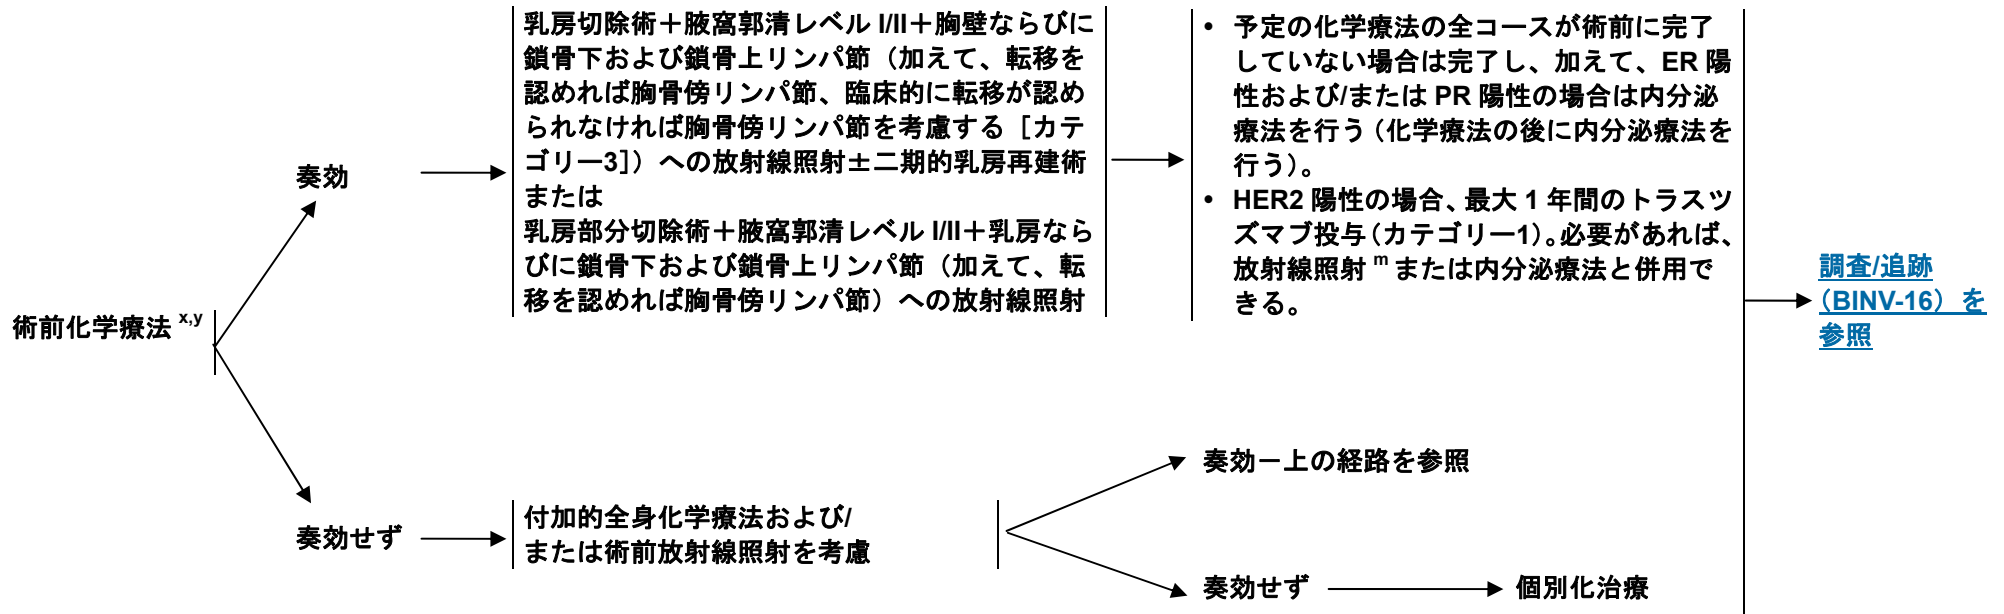 術前化学療法 x,y
奏効
乳房切除術＋腋窩郭清レベル I/II＋胸壁ならびに
鎖骨下および鎖骨上リンパ節（加えて、転移を
認めれば胸骨傍リンパ節、臨床的に転移が認め
られなければ胸骨傍リンパ節を考慮する［カテ
ゴリー3］）への放射線照射±二期的乳房再建術
または
乳房部分切除術＋腋窩郭清レベル I/II＋乳房なら
びに鎖骨下および鎖骨上リンパ節（加えて、転
移を認めれば胸骨傍リンパ節）への放射線照射
• 予定の化学療法の全コースが術前に完了
していない場合は完了し、加えて、ER 陽
性および/または PR 陽性の場合は内分泌
療法を行う（化学療法の後に内分泌療法を
行う）。
• HER2 陽性の場合、最大 1 年間のトラスツ
ズマブ投与（カテゴリー1）。必要があれば、
放射線照射 m または内分泌療法と併用で
きる。
調査/追跡
（BINV-16）を
参照
奏効せず
付加的全身化学療法および/
または術前放射線照射を考慮
奏効－上の経路を参照
奏効せず
個別化治療